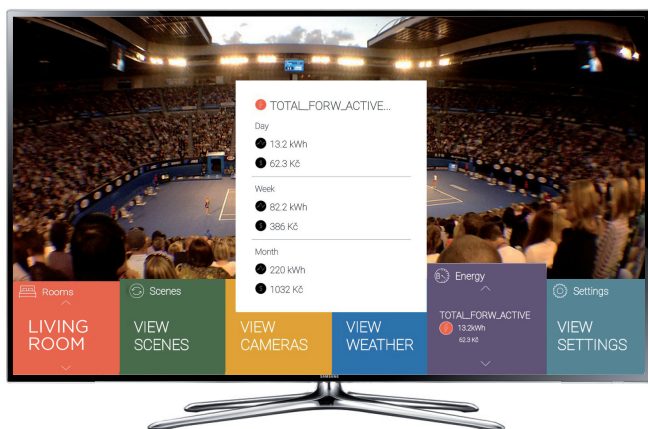 TOTAL_FORW_ACTIVE...
Day
13.2 kWh
62.3 Kč
Week
82.2 kWh
386 Kč
Month
220 kWh
1032 Kč
Rooms
LIVING
ROOM
Scenes
VIEW
SCENES
VIEW
CAMERAS
VIEW
WEATHER
Energy
TOTAL_FORW_ACTIVE
13.2kWh
62.3 Kč
Settings
VIEW
SETTINGS
SAMSUNG